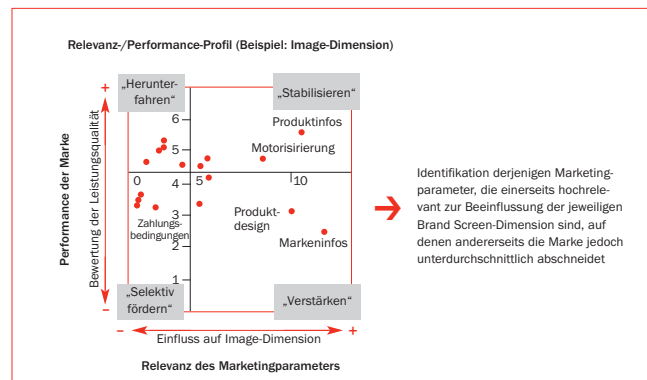 Relevanz-/Performance-Profil (Beispiel: Image-Dimension)
+
„Herunter-
fahren“
„Stabilisieren“
6
Produktinfos
5
Motorisirierung
0
5
10
4
3
Zahlungs-
bedingungen
Produkt-
design
2
Markeninfos
1
„Selektiv
fördern“
„Verstärken“
–
–
Einfluss auf Image-Dimension
+
Relevanz des Marketingparameters
Performance der Marke
Bewertung der Leistungsqualität
Identifikation derjenigen Marketing-
parameter, die einerseits hochrele-
vant zur Beeinflussung der jeweiligen
Brand Screen-Dimension sind, auf
denen andererseits die Marke jedoch
unterdurchschnittlich abschneidet